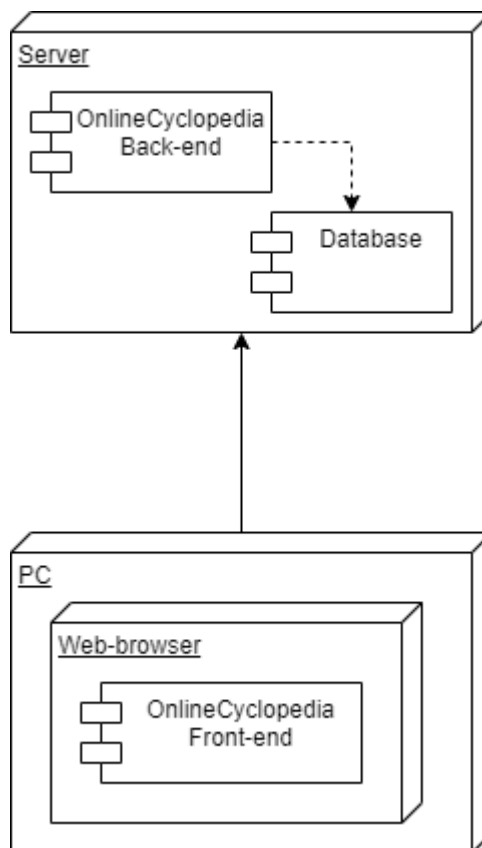 Server
OnlineCyclopedia
Back-end
Database
PC
Web-browser
OnlineCyclopedia
Front-end